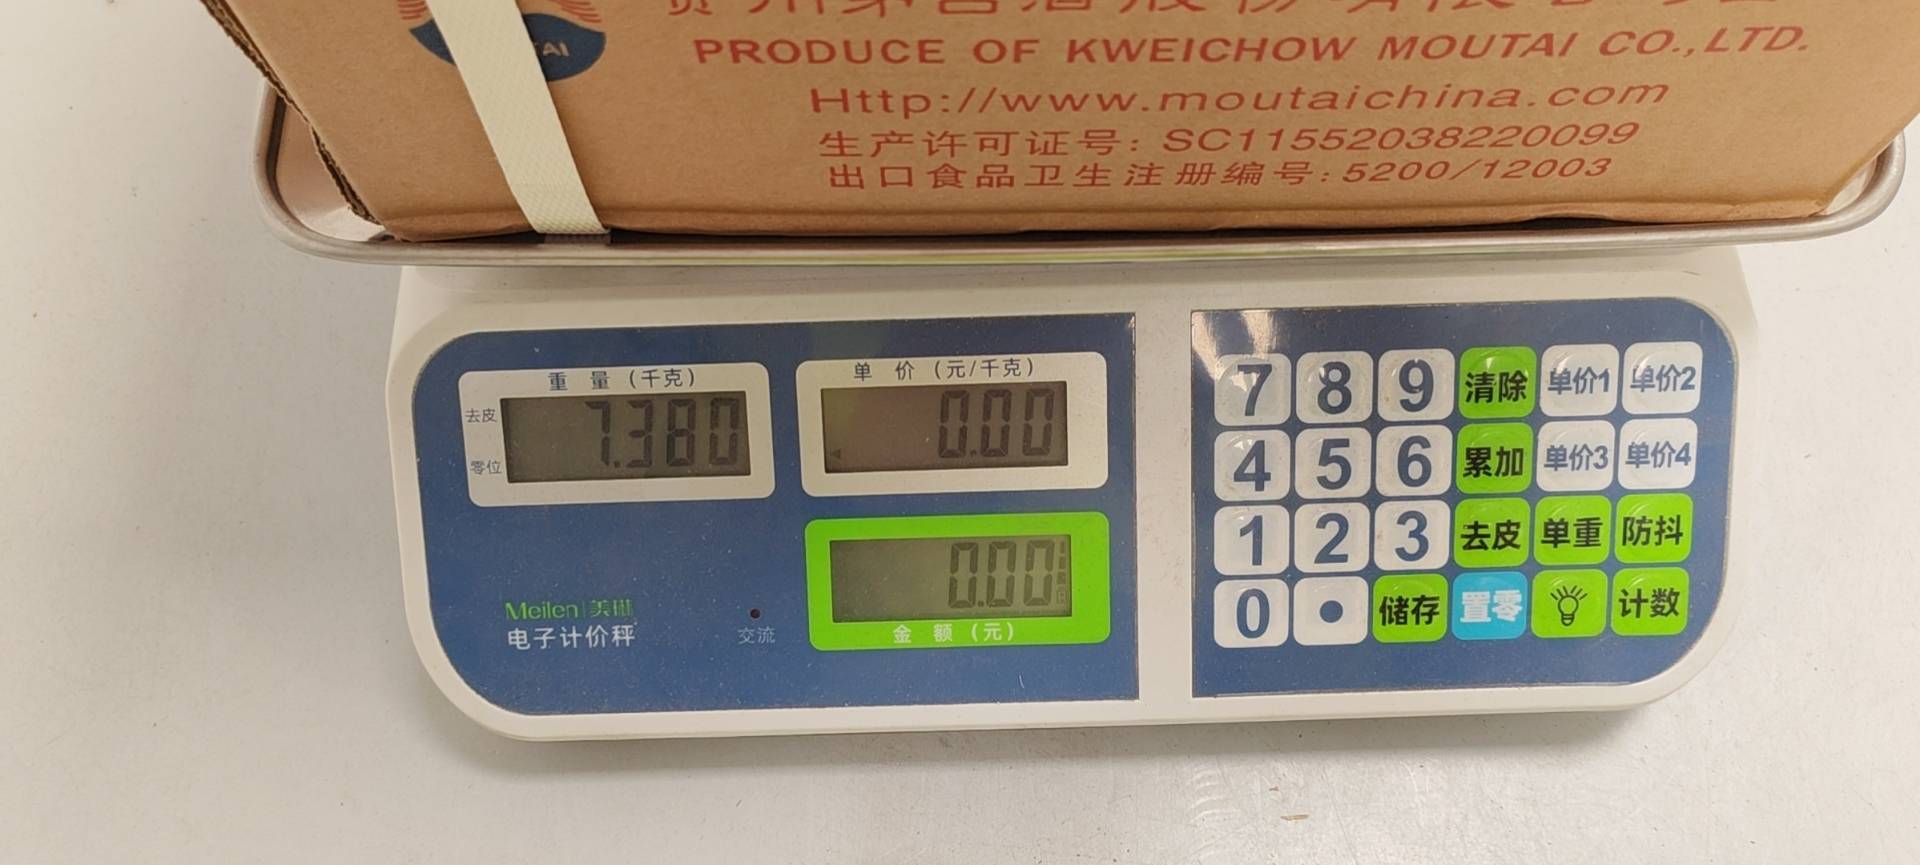 TAI
PRODUCE OF KWEICHOW MOUTAI CO.,LTD.
Http://www.moutaichina.com
生产许可证号: SC11552038220099
出口食品卫生注册编号:5200/12003
重 量 (千克)
去皮
零位
7.380
单 价 (元/千克)
0.00
0.00
金 额 (元)
Meilen|美琳
电子计价秤
交流
7 8 9 清除 单价1 单价2
4 5 6 累加 单价3 单价4
1 2 3 去皮 单重 防抖
0 . 储存 置零 计数